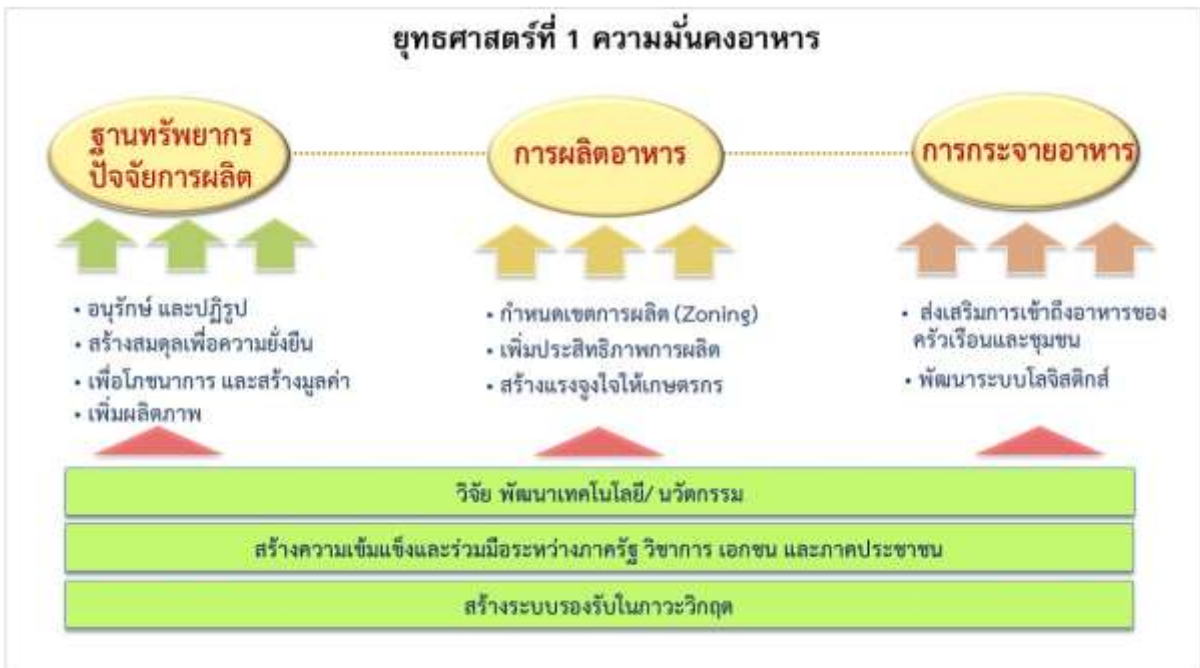 ยุทธศาสตร์ที่ 1 ความมั่นคงอาหาร
ฐานทรัพยากร
ปัจจัยการผลิต
การผลิตอาหาร
การกระจายอาหาร
• อนุรักษ์ และปฏิรูป
• สร้างสมดุลเพื่อความยั่งยืน
• เพื่อโภชนาการ และสร้างมูลค่า
• เพิ่มผลิตภาพ
• กำหนดเขตการผลิต (Zoning)
• เพิ่มประสิทธิภาพการผลิต
• สร้างแรงจูงใจให้เกษตรกร
• ส่งเสริมการเข้าถึงอาหารของ
ครัวเรือนและชุมชน
• พัฒนาระบบโลจิสติกส์
วิจัย พัฒนาเทคโนโลยี/ นวัตกรรม
สร้างความเข้มแข็งและร่วมมือระหว่างภาครัฐ วิชาการ เอกชน และภาคประชาชน
สร้างระบบรองรับในภาวะวิกฤต